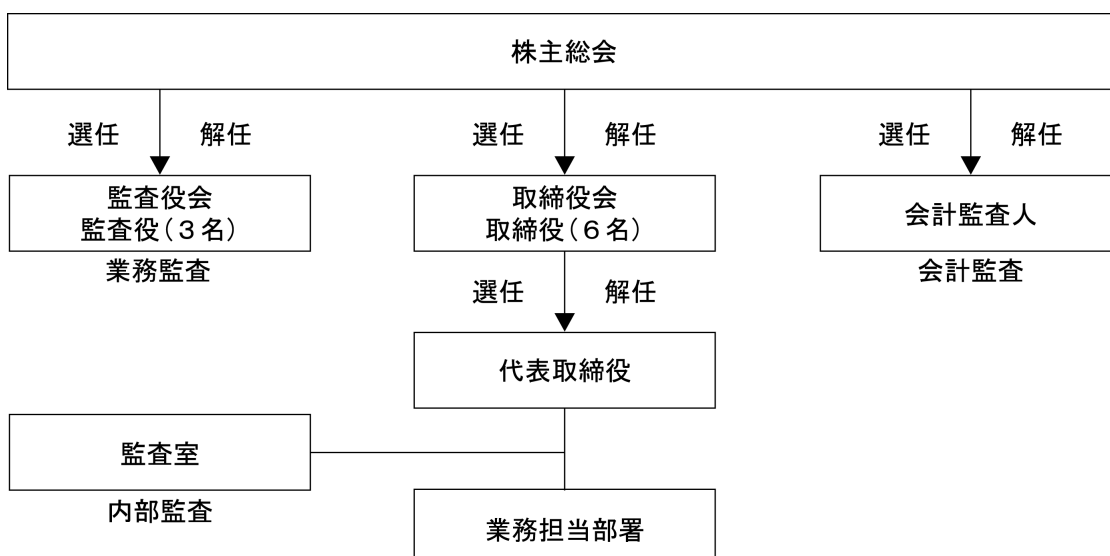 株主総会
選任
解任
選任
解任
選任
解任
監査役会
監査役(3名)
取締役会
取締役(6名)
会計監査人
業務監査
会計監査
選任
解任
代表取締役
監査室
内部監査
業務担当部署